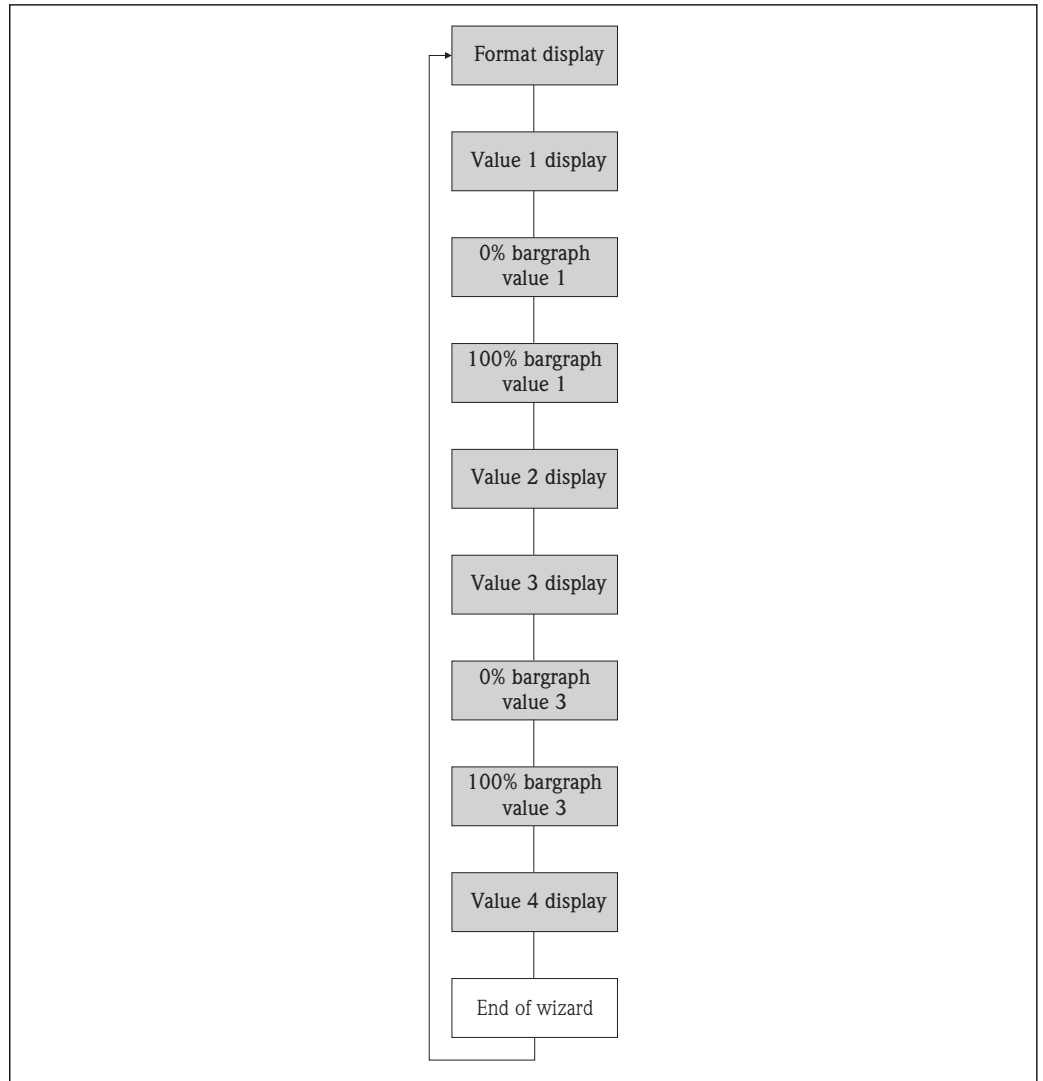 Format display
Value 1 display
0% bargraph
value 1
100% bargraph
value 1
Value 2 display
Value 3 display
0% bargraph
value 3
100% bargraph
value 3
Value 4 display
End of wizard